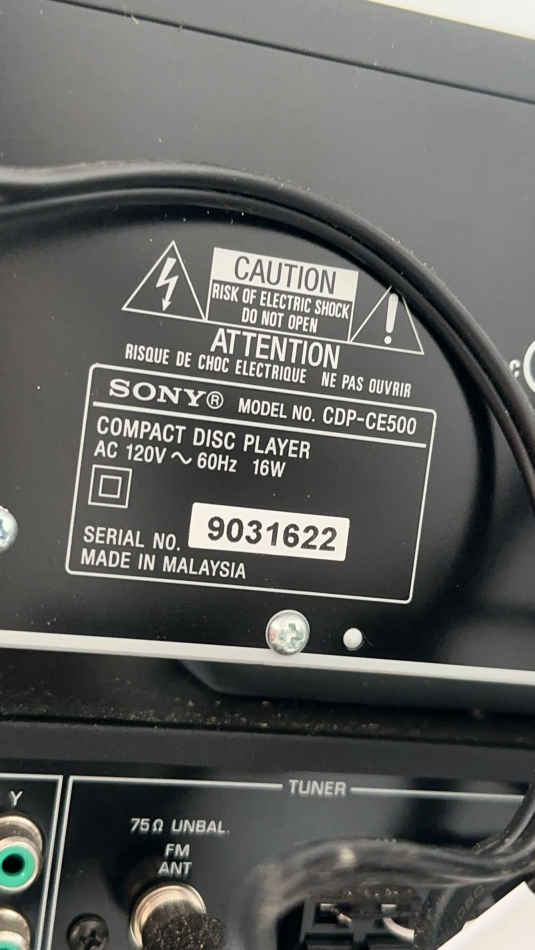 CAUTION
RISK OF ELECTRIC SHOCK
DO NOT OPEN
ATTENTION
RISQUE DE CHOC ELECTRIQUE NE PAS OUVRIR
SONY® MODEL NO. CDP-CE500
COMPACT DISC PLAYER
AC 120V ~ 60Hz 16W
SERIAL NO. 9031622
MADE IN MALAYSIA
TUNER
Y
75Ω UNBAL.
FM
ANT